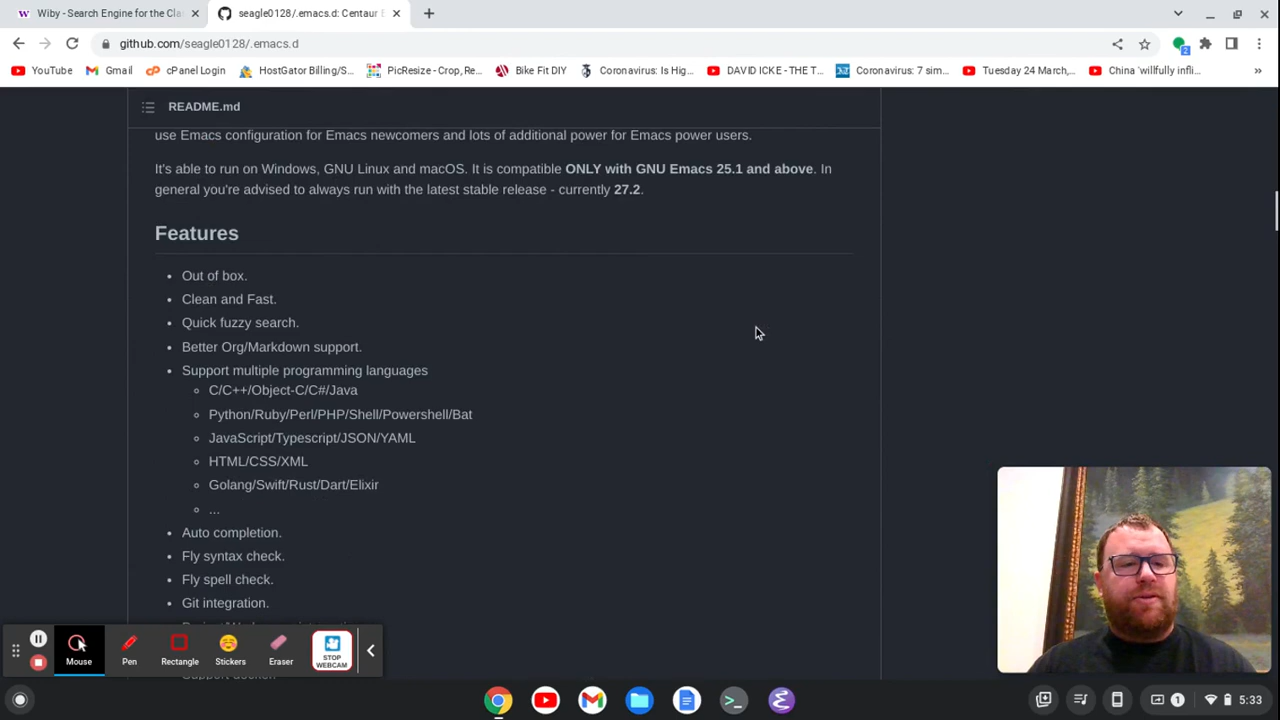 Wiby - Search Engine for the Cla
seagle0128/.emacs.d: Centaur E
github.com/seagle0128/.emacs.d
2
YouTube
Gmail
cPanel Login
HostGator Billing/S...
PicResize - Crop, Re...
Bike Fit DIY
Coronavirus: Is Hig...
DAVID ICKE - THE T...
Coronavirus: 7 sim...
Tuesday 24 March,...
China 'willfully infli...
»
README.md
use Emacs configuration for Emacs newcomers and lots of additional power for Emacs power users.
It's able to run on Windows, GNU Linux and macOS. It is compatible ONLY with GNU Emacs 25.1 and above. In
general you're advised to always run with the latest stable release - currently 27.2.
Features
• Out of box.
• Clean and Fast.
• Quick fuzzy search.
• Better Org/Markdown support.
• Support multiple programming languages
◦ C/C++/Object-C/C#/Java
◦ Python/Ruby/Perl/PHP/Shell/Powershell/Bat
◦ JavaScript/Typescript/JSON/YAML
◦ HTML/CSS/XML
◦ Golang/Swift/Rust/Dart/Elixir
◦ ...
• Auto completion.
• Fly syntax check.
• Fly spell check.
• Git integration.
Mouse
Pen
Rectangle
Stickers
Eraser
STOP
WEBCAM
1
5:33